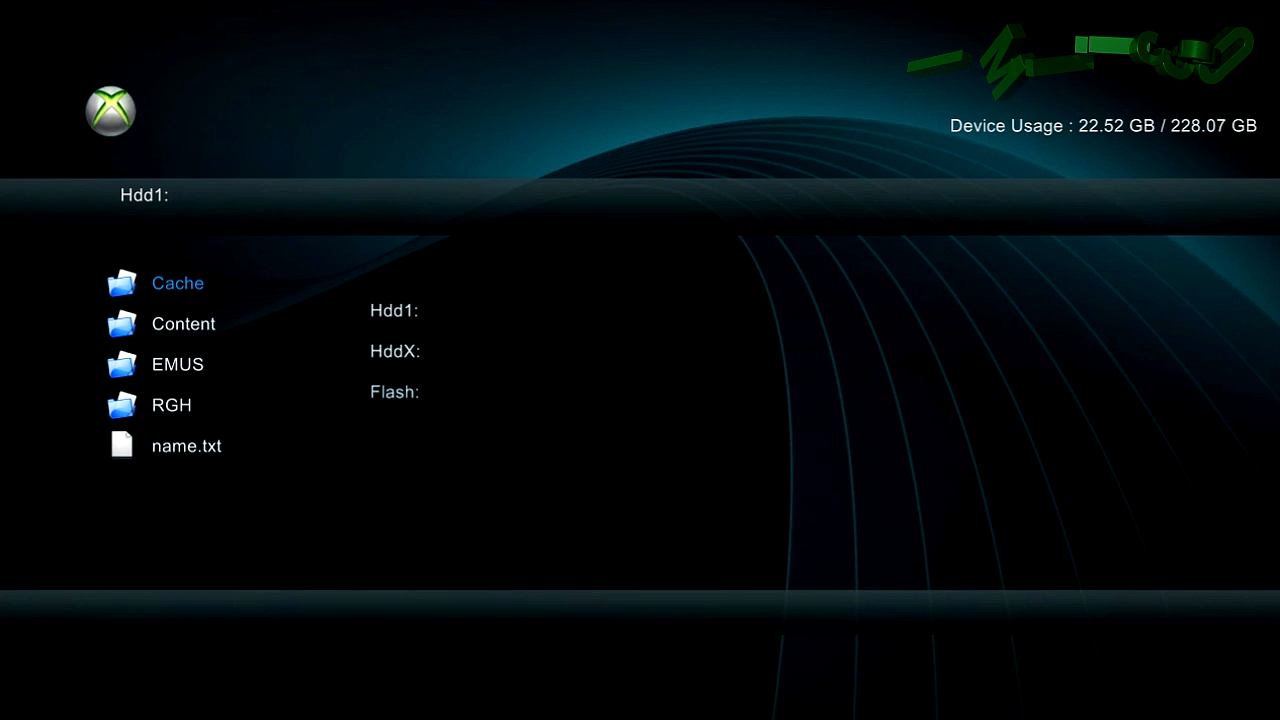 Device Usage : 22.52 GB / 228.07 GB
Hdd1:
Cache
Content
EMUS
RGH
name.txt
Hdd1:
HddX:
Flash: